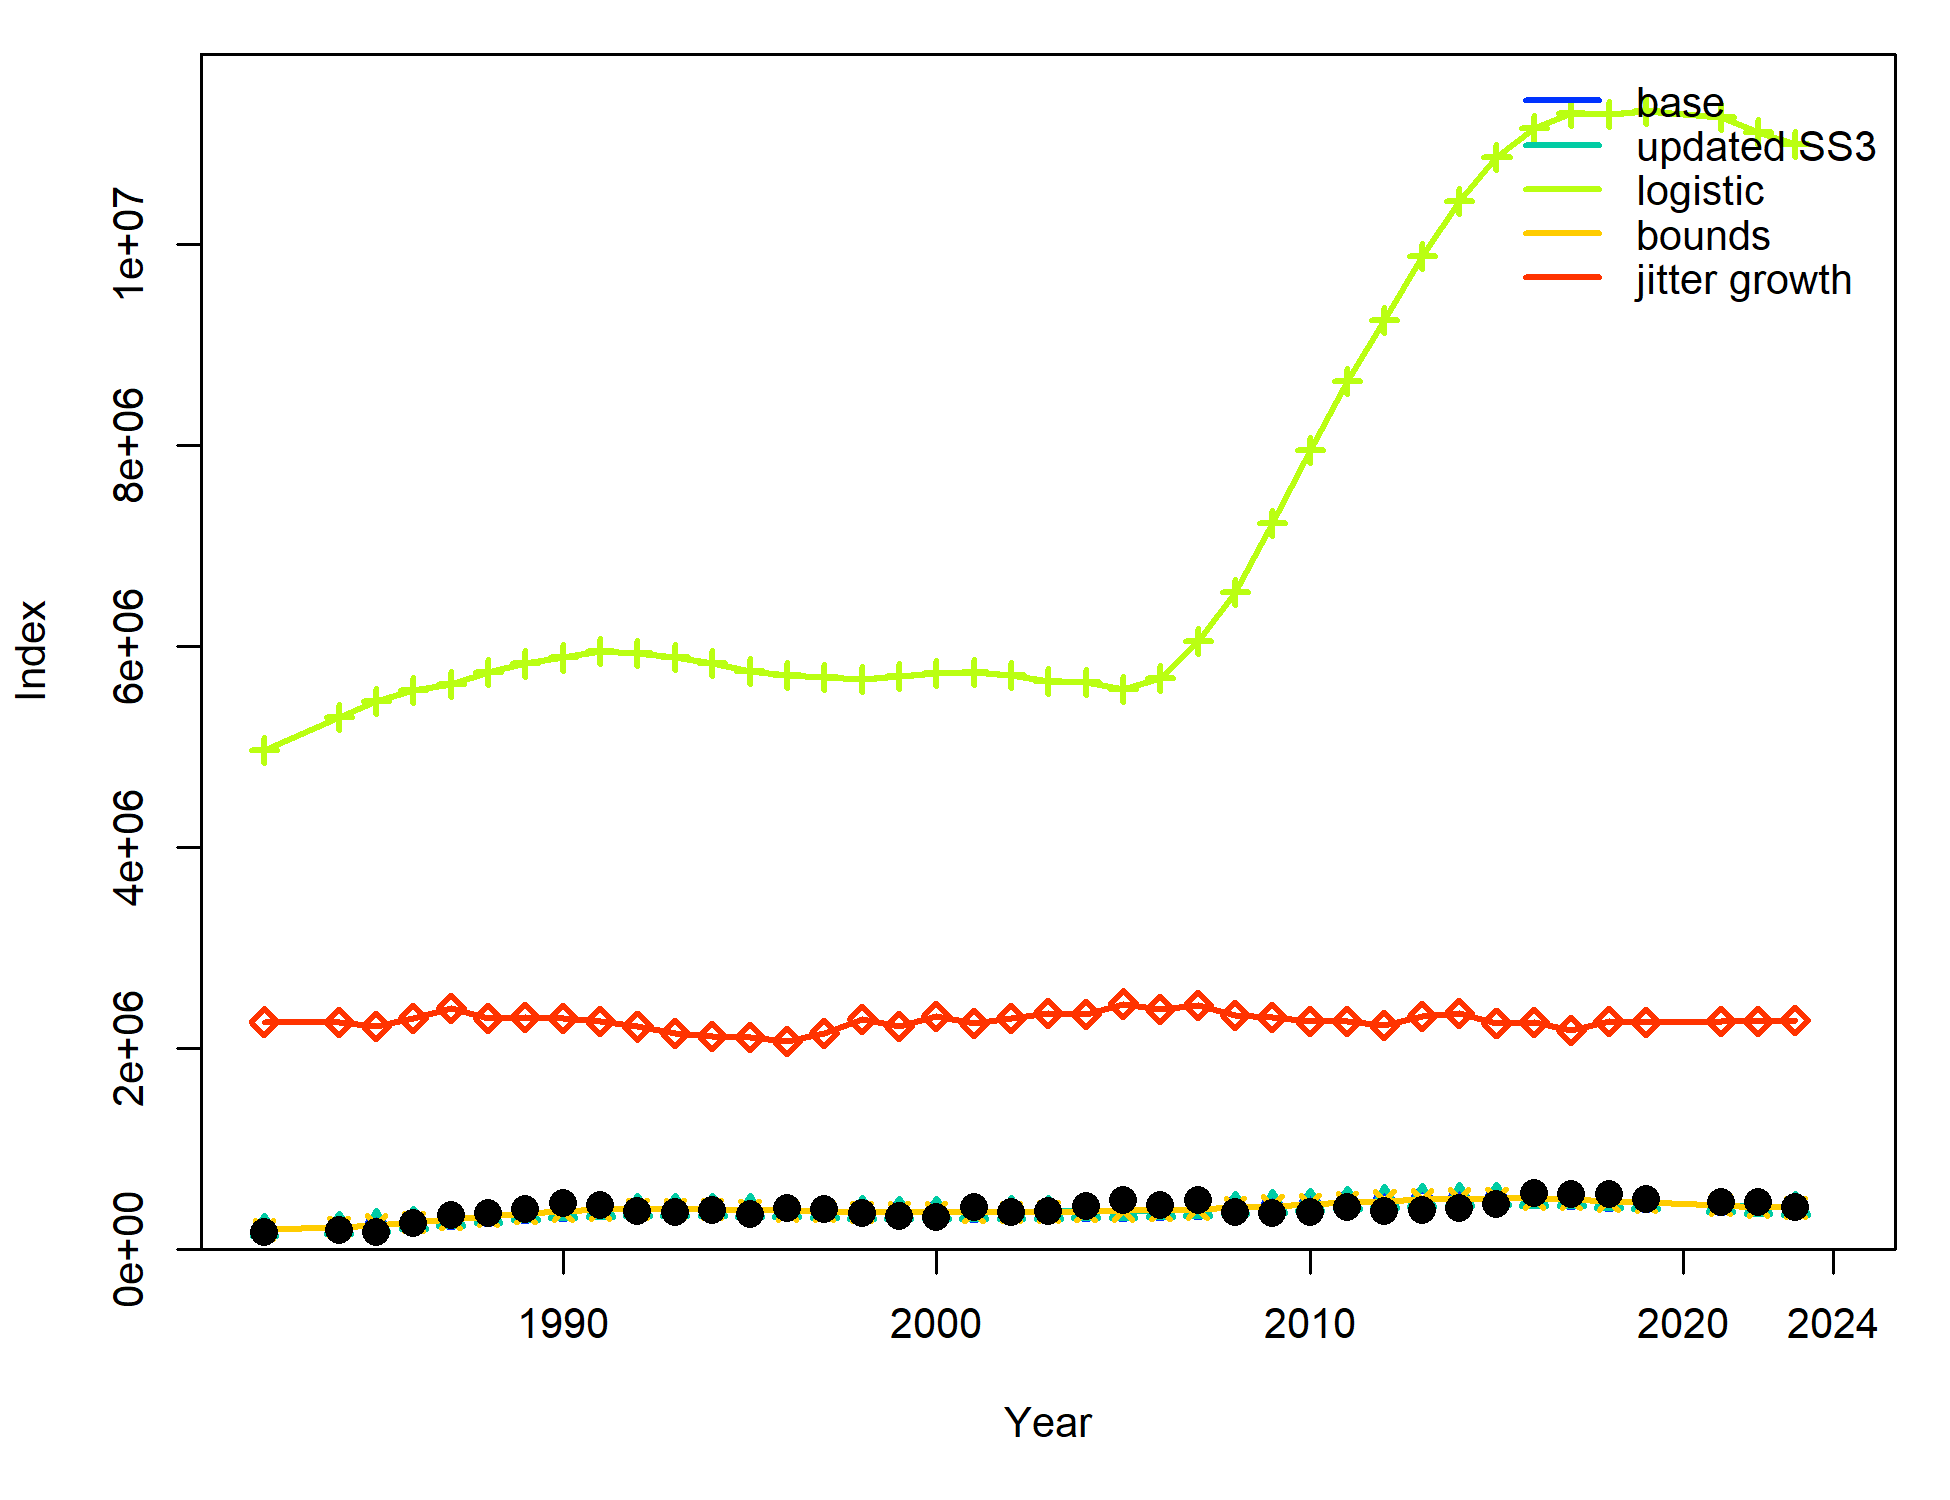 base
updated SS3
logistic
bounds
jitter growth
1e+07
8e+06
6e+06
4e+06
2e+06
0e+00
Index
1990 2000 2010 2020 2024
Year